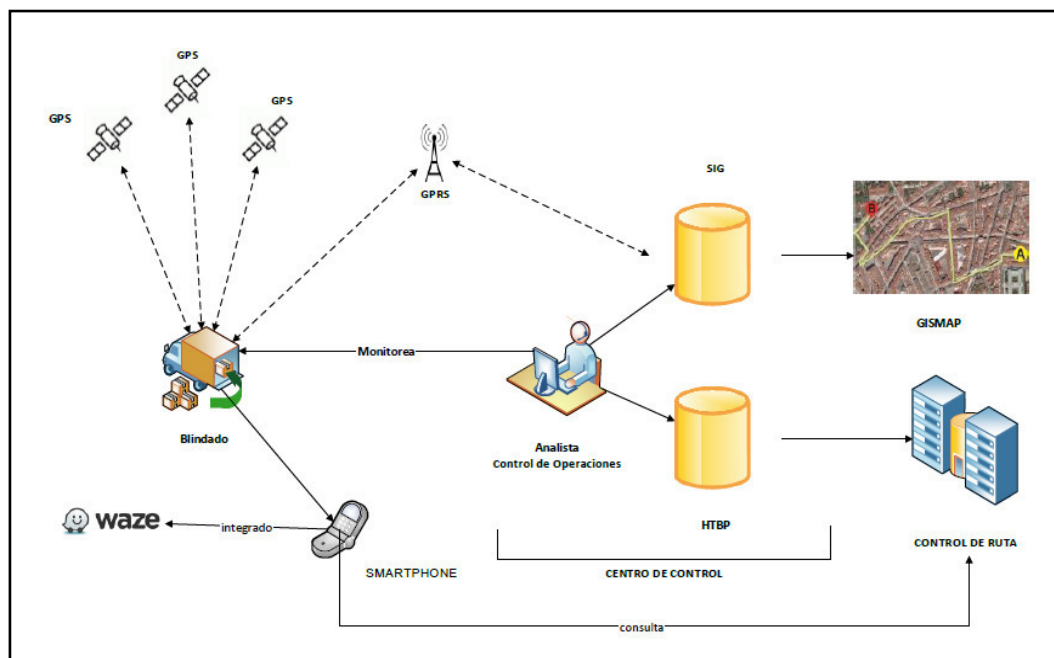 GPS
GPS
GPS
GPRS
SIG
B
A
GISMAP
Monitorea
Blindado
Analista
Control de Operaciones
HTBP
waze
integrado
SMARTPHONE
CENTRO DE CONTROL
CONTROL DE RUTA
consulta